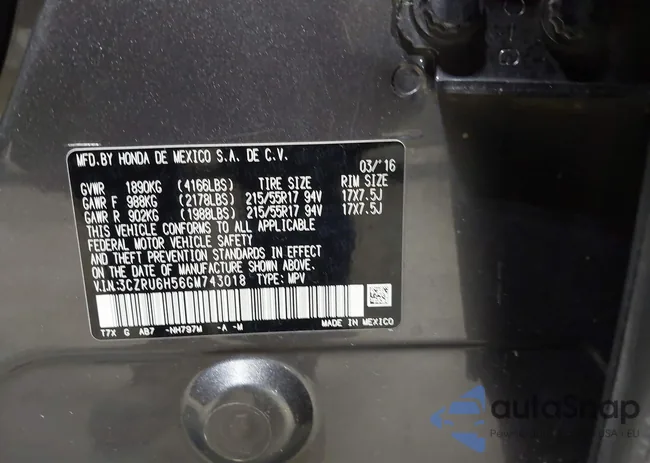 MFD.BY HONDA DE MEXICO S.A. DE C.V.
03/'16
GVWR 1890KG (4166LBS) TIRE SIZE RIM SIZE
GAWR F 988KG (2178LBS) 215/55R17 94V 17X7.5J
GAWR R 902KG (1988LBS) 215/55R17 94V 17X7.5J
THIS VEHICLE CONFORMS TO ALL APPLICABLE
FEDERAL MOTOR VEHICLE SAFETY
AND THEFT PREVENTION STANDARDS IN EFFECT
ON THE DATE OF MANUFACTURE SHOWN ABOVE.
V.I.N:3CZRU6H56GM743018 TYPE: MPV
T7X G AB7 -NH797M -A -M MADE IN MEXICO
autoSnap
USA - EU